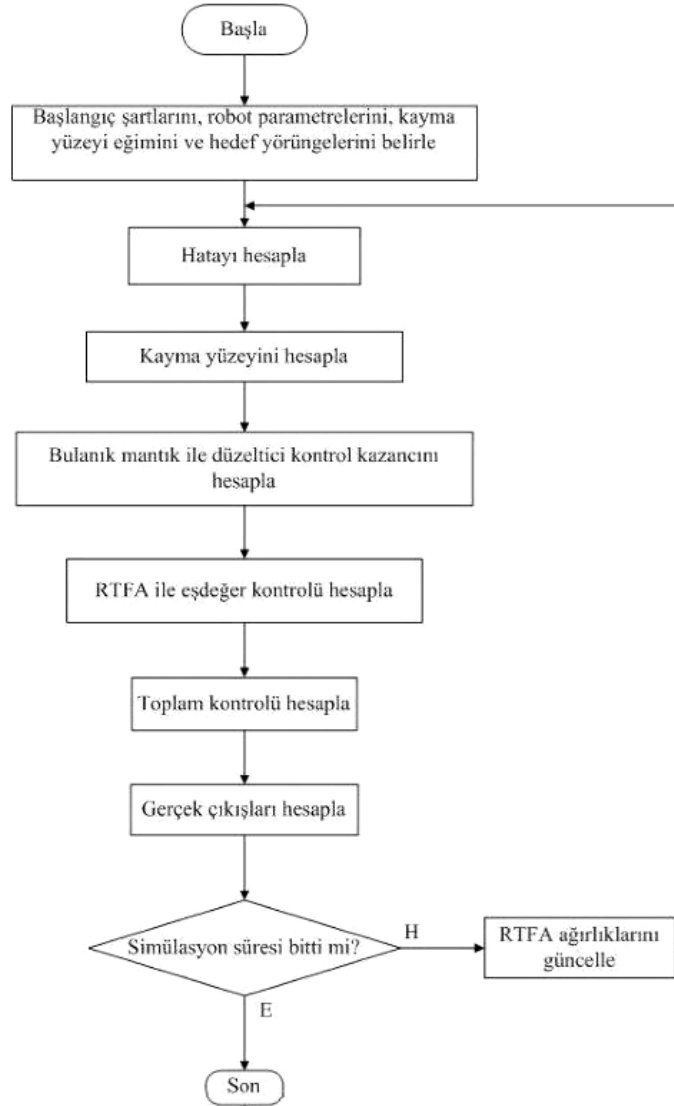 Başla
Başlangıç şartlarını, robot parametrelerini, kayma
yüzeyi eğimini ve hedef yörüngelerini belirle
Hatayı hesapla
Kayma yüzeyini hesapla
Bulanık mantık ile düzeltici kontrol kazancını
hesapla
RTFA ile eşdeğer kontrolü hesapla
Toplam kontrolü hesapla
Gerçek çıkışları hesapla
Simülasyon süresi bitti mi?
H
RTFA ağırlıklarını
güncelle
E
Son